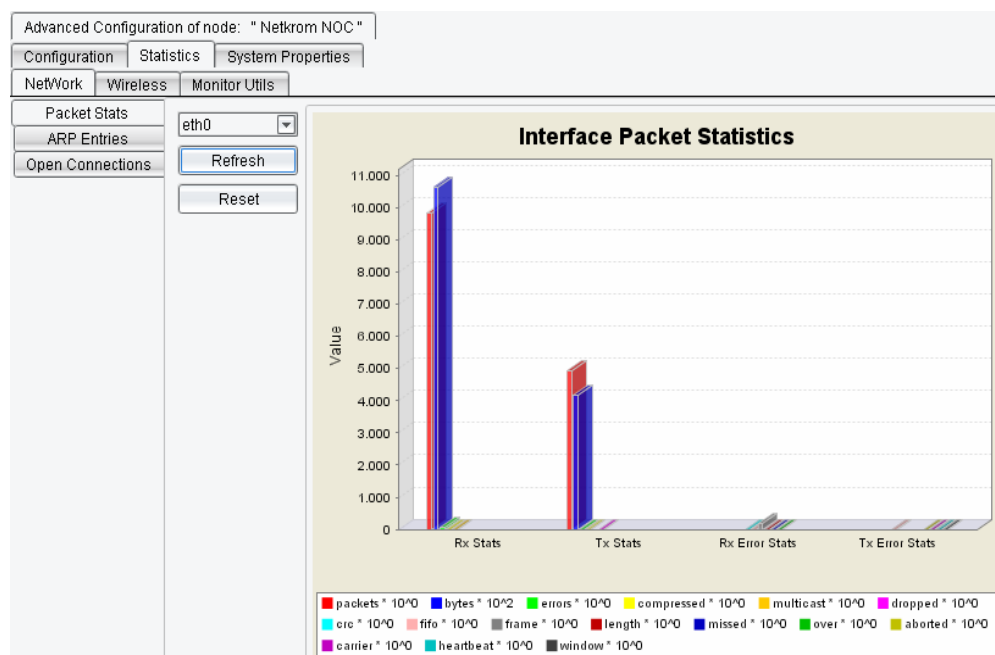 Advanced Configuration of node: "Netkrom NOC"
Configuration Statistics System Properties
NetWork Wireless Monitor Utils
Packet Stats
ARP Entries
Open Connections
eth0
Refresh
Reset
Interface Packet Statistics
Value
11.000
10.000
9.000
8.000
7.000
6.000
5.000
4.000
3.000
2.000
1.000
0
Rx Stats Tx Stats Rx Error Stats Tx Error Stats
packets * 10^0 bytes * 10^2 errors * 10^0 compressed * 10^0 multicast * 10^0 dropped * 10^0
crc * 10^0 fifo * 10^0 frame * 10^0 length * 10^0 missed * 10^0 over * 10^0 aborted * 10^0
carrier * 10^0 heartbeat * 10^0 window * 10^0